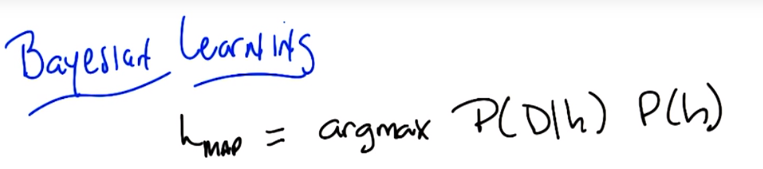 Bayesian Learning
h_MAP = argmax P(D|h) P(h)